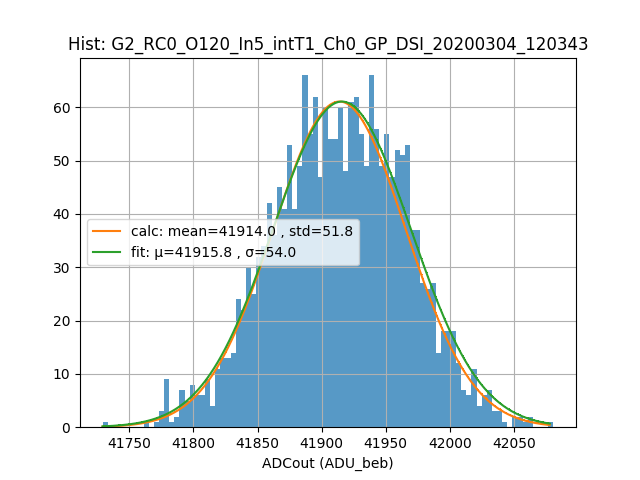 Hist: G2_RC0_O120_In5_intT1_Ch0_GP_DSI_20200304_120343
60
50
40
30
20
10
0
calc: mean=41914.0 , std=51.8
fit: μ=41915.8 , σ=54.0
41750 41800 41850 41900 41950 42000 42050
ADCout (ADU_beb)